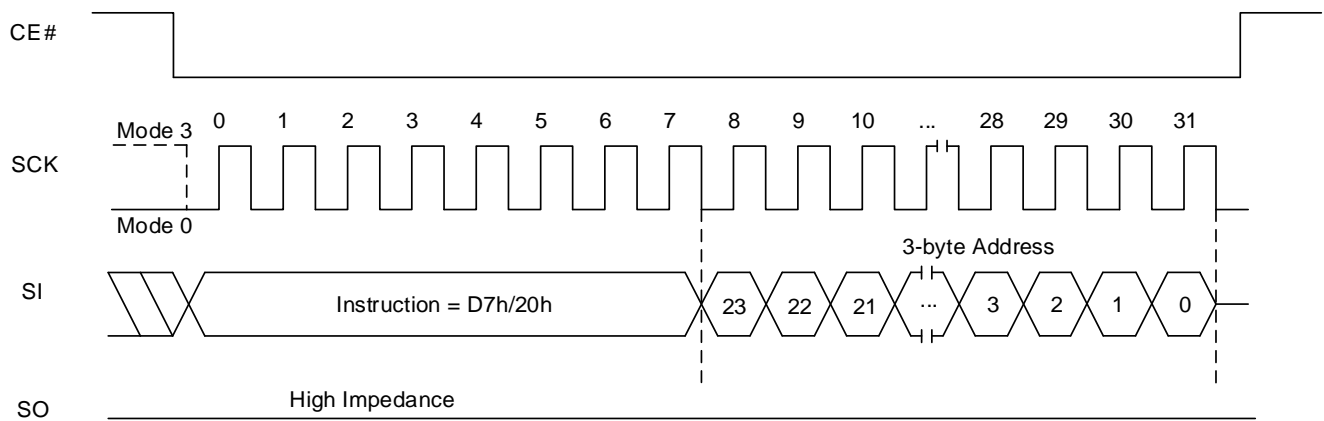 CE#
Mode 3 0 1 2 3 4 5 6 7 8 9 10 ... 28 29 30 31
SCK
Mode 0
3-byte Address
SI Instruction = D7h/20h 23 22 21 ... 3 2 1 0
High Impedance
SO